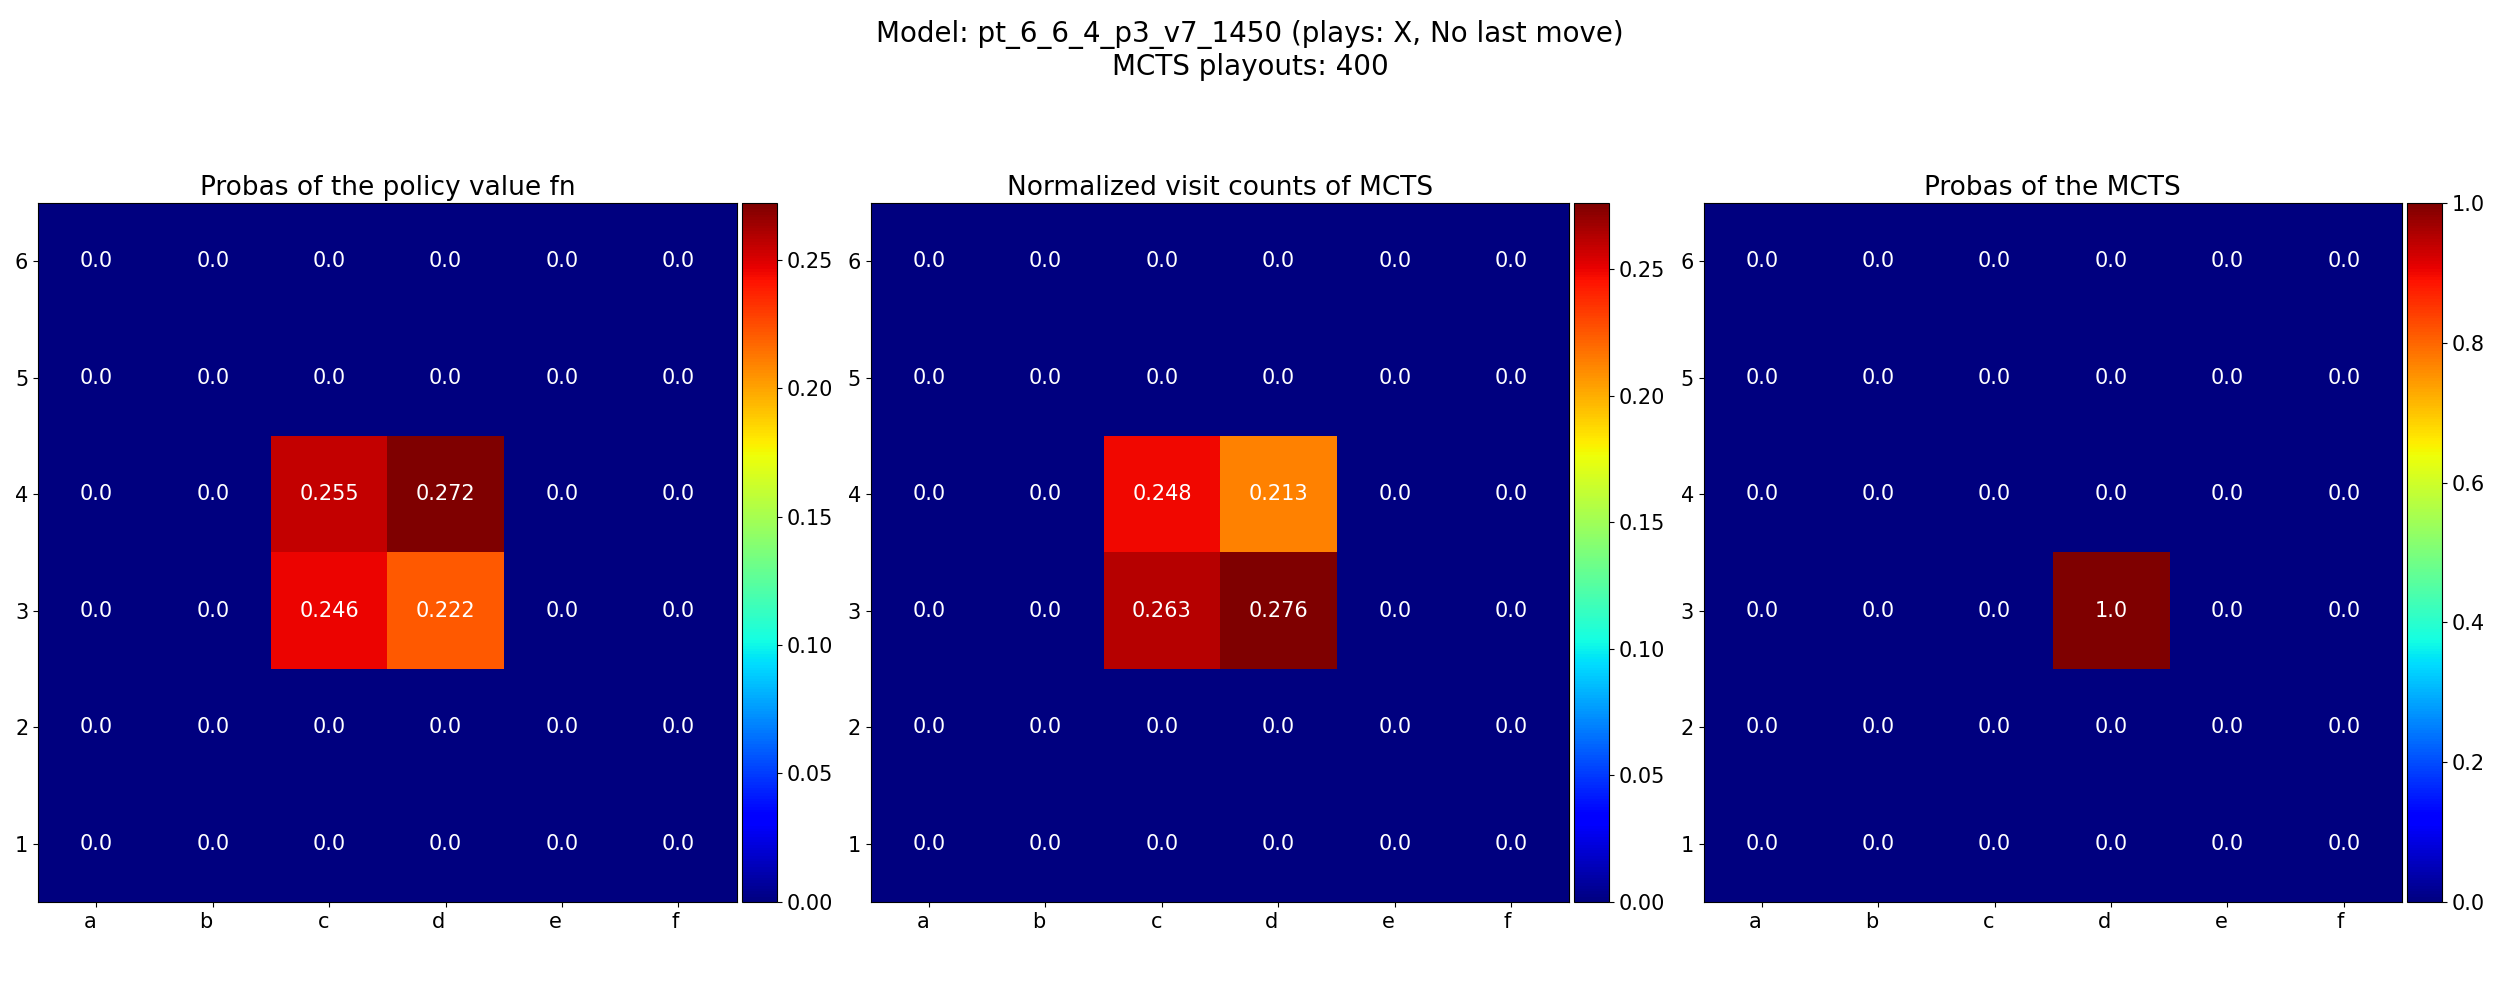 Model: pt_6_6_4_p3_v7_1450 (plays: X, No last move)
MCTS playouts: 400
Probas of the policy value fn
6 0.0 0.0 0.0 0.0 0.0 0.0
5 0.0 0.0 0.0 0.0 0.0 0.0
4 0.0 0.0 0.255 0.272 0.0 0.0
3 0.0 0.0 0.246 0.222 0.0 0.0
2 0.0 0.0 0.0 0.0 0.0 0.0
1 0.0 0.0 0.0 0.0 0.0 0.0
a b c d e f
0.25
0.20
0.15
0.10
0.05
0.00
Normalized visit counts of MCTS
6 0.0 0.0 0.0 0.0 0.0 0.0
5 0.0 0.0 0.0 0.0 0.0 0.0
4 0.0 0.0 0.248 0.213 0.0 0.0
3 0.0 0.0 0.263 0.276 0.0 0.0
2 0.0 0.0 0.0 0.0 0.0 0.0
1 0.0 0.0 0.0 0.0 0.0 0.0
a b c d e f
0.25
0.20
0.15
0.10
0.05
0.00
Probas of the MCTS
6 0.0 0.0 0.0 0.0 0.0 0.0
5 0.0 0.0 0.0 0.0 0.0 0.0
4 0.0 0.0 0.0 0.0 0.0 0.0
3 0.0 0.0 0.0 1.0 0.0 0.0
2 0.0 0.0 0.0 0.0 0.0 0.0
1 0.0 0.0 0.0 0.0 0.0 0.0
a b c d e f
1.0
0.8
0.6
0.4
0.2
0.0